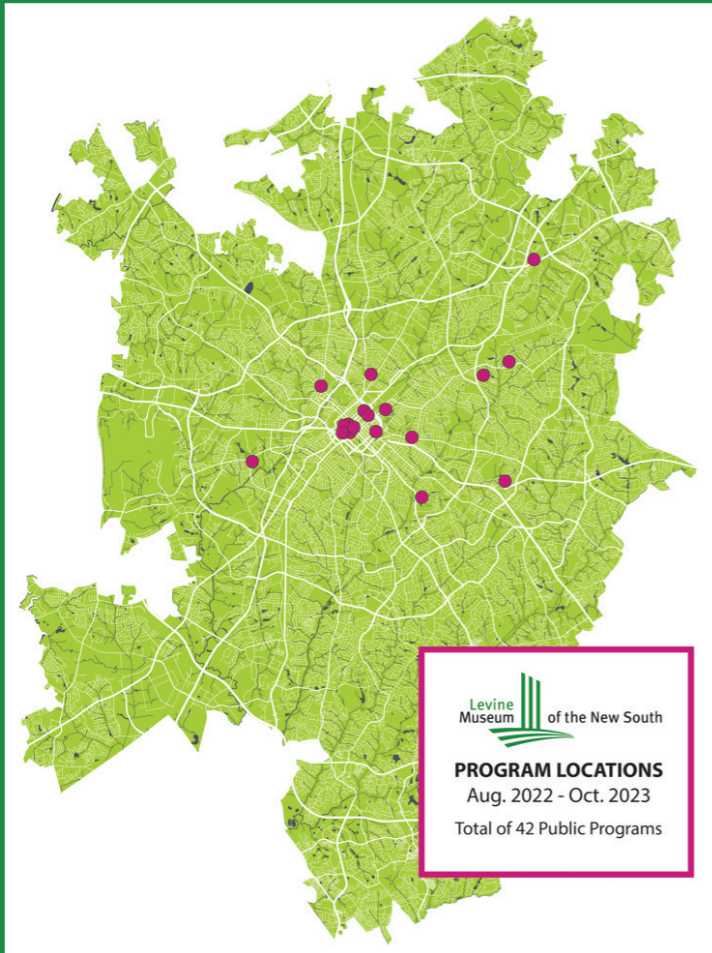 Levine
Museum of the New South
PROGRAM LOCATIONS
Aug. 2022 - Oct. 2023
Total of 42 Public Programs